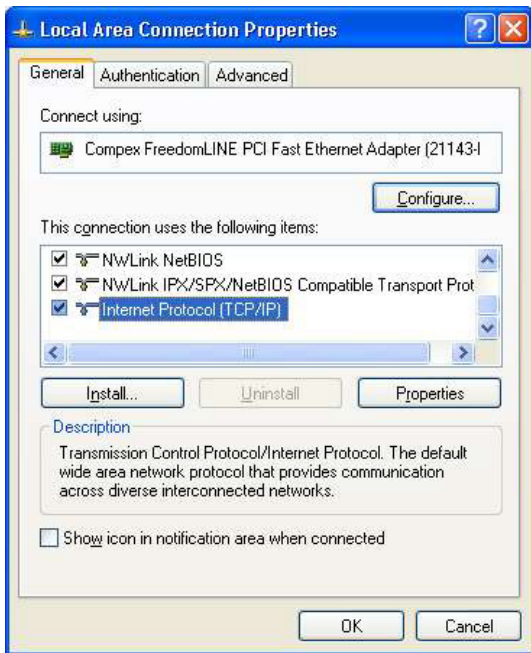 Local Area Connection Properties
General Authentication Advanced
Connect using:
Compex FreedomLINE PCI Fast Ethernet Adapter (21143-
Configure...
This connection uses the following items:
NWLink NetBIOS
NWLink IPX/SPX/NetBIOS Compatible Transport Prot
Internet Protocol (TCP/IP)
Install... Uninstall Properties
Description
Transmission Control Protocol/Internet Protocol. The default
wide area network protocol that provides communication
across diverse interconnected networks.
Show icon in notification area when connected
OK Cancel